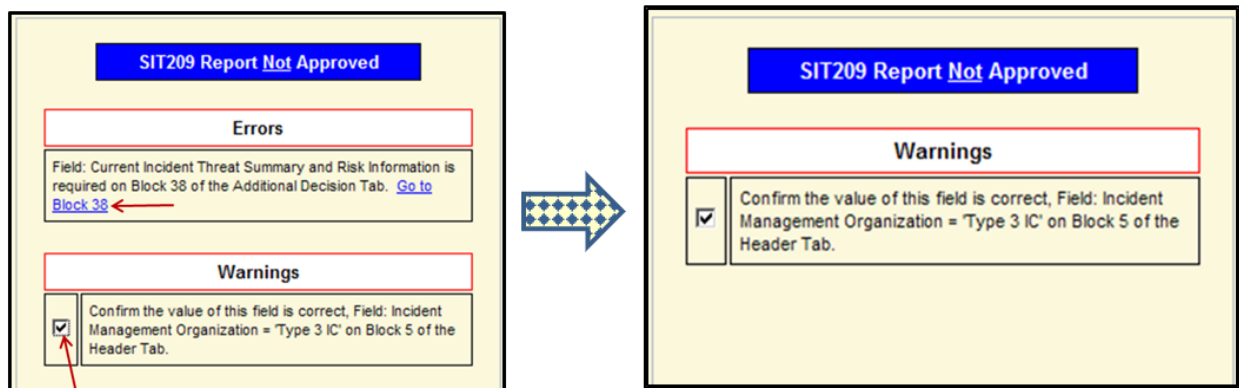 SIT209 Report Not Approved
Errors
Field: Current Incident Threat Summary and Risk Information is
required on Block 38 of the Additional Decision Tab. Go to
Block 38
Warnings
Confirm the value of this field is correct, Field: Incident
Management Organization = 'Type 3 IC' on Block 5 of the
Header Tab.
SIT209 Report Not Approved
Warnings
Confirm the value of this field is correct, Field: Incident
Management Organization = 'Type 3 IC' on Block 5 of the
Header Tab.